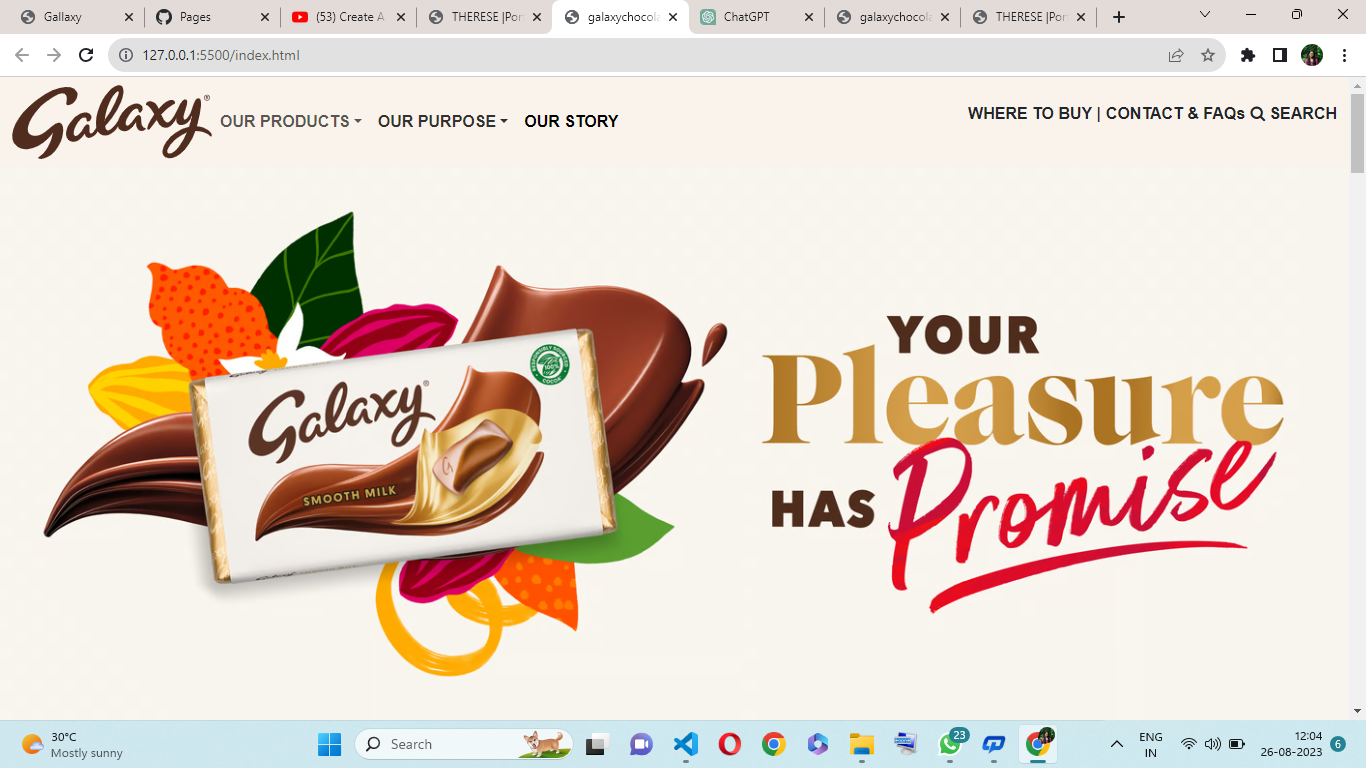 Gallaxy
Pages
(53) Create A
THERESE |Por
galaxychocola
ChatGPT
galaxychocola
THERESE |Por
127.0.0.1:5500/index.html
Galaxy®
OUR PRODUCTS
OUR PURPOSE
OUR STORY
WHERE TO BUY | CONTACT & FAQs
SEARCH
RESPONSIBLY SOURCED
100%
COCOA
Galaxy®
SMOOTH MILK
YOUR
Pleasure
HAS Promise
30°C
Mostly sunny
Search
23
ENG
IN
12:04
26-08-2023
6